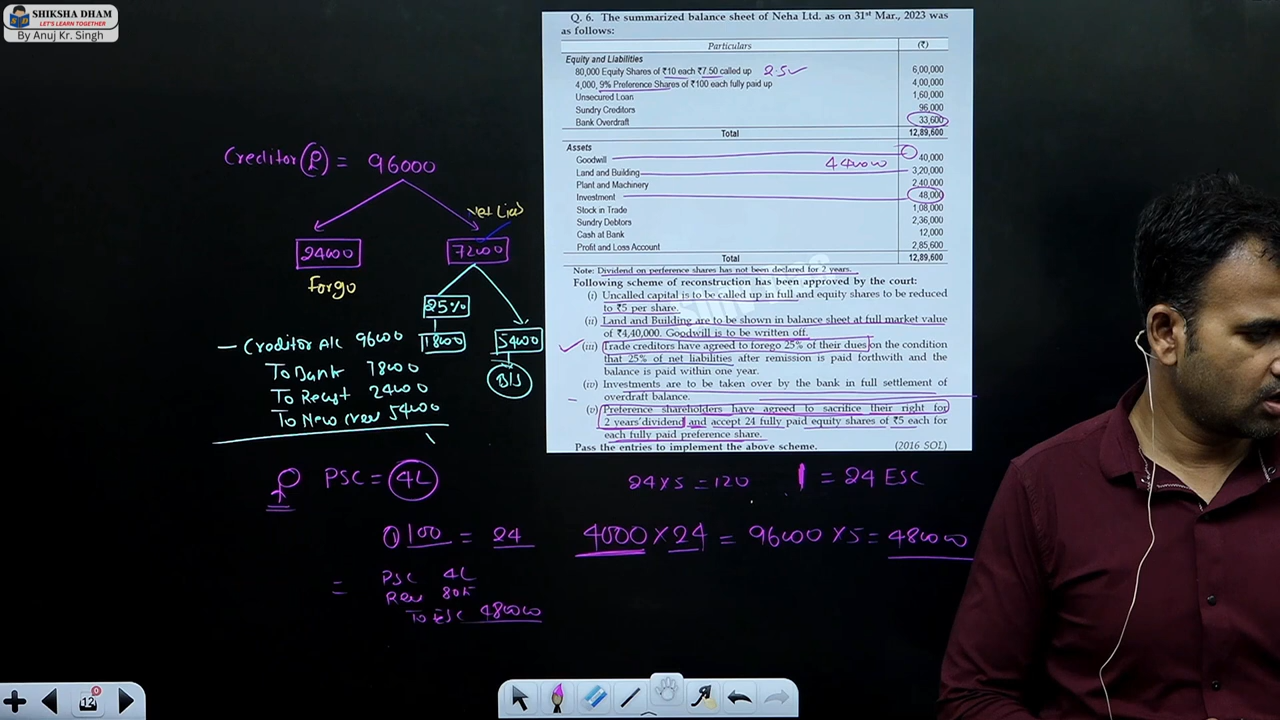 SHIKSHA DHAM
LET'S LEARN TOGETHER
By Anuj Kr. Singh
Q. 6. The summarized balance sheet of Neha Ltd. as on 31st Mar., 2023 was
as follows:
Particulars (₹)
Equity and Liabilities
80,000 Equity Shares of ₹10 each ₹7.50 called up 2.5 6,00,000
4,000, 9% Preference Shares of ₹100 each fully paid up 4,00,000
Unsecured Loan 1,60,000
Sundry Creditors 96,000
Bank Overdraft 33,600
Total 12,89,600
Assets
Goodwill 40,000
440000
Land and Building 3,20,000
Plant and Machinery 2,40,000
Investment 48,000
Stock in Trade 1,08,000
Sundry Debtors 2,36,000
Cash at Bank 12,000
Profit and Loss Account 2,85,600
Total 12,89,600
Note: Dividend on perference shares has not been declared for 2 years.
Following scheme of reconstruction has been approved by the court:
(i) Uncalled capital is to be called up in full and equity shares to be reduced
to ₹5 per share.
(ii) Land and Building are to be shown in balance sheet at full market value
of ₹4,40,000. Goodwill is to be written off.
(iii) Trade creditors have agreed to forego 25% of their dues on the condition
that 25% of net liabilities after remission is paid forthwith and the
balance is paid within one year.
(iv) Investments are to be taken over by the bank in full settlement of
overdraft balance.
(v) Preference shareholders have agreed to sacrifice their right for
2 years' dividend and accept 24 fully paid equity shares of ₹5 each for
each fully paid preference share.
Pass the entries to implement the above scheme. (2016 SOL)
Creditor = 96000
24000
Forgo
72000
25%
18000
54000
B/S
Creditor A/c 96000
To Bank 18000
To Reconst 24000
To New 54000
PSC = 4L
24 x 5 = 120
1 = 24 ESC
100 = 24
4000 x 24 = 96000 x 5 = 480000
= PSC 4L
Rec 80K
To ESC 480000
12
0